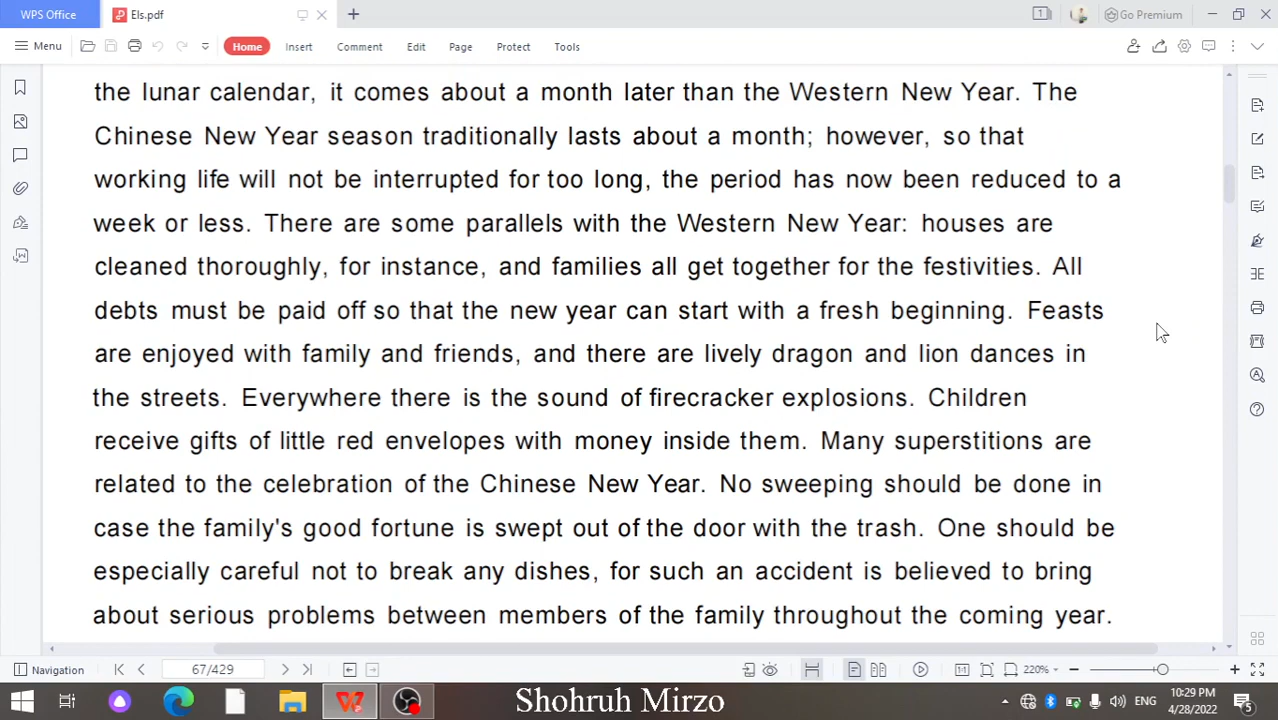 WPS Office
Els.pdf
1
Go Premium
Menu
Home
Insert
Comment
Edit
Page
Protect
Tools
the lunar calendar, it comes about a month later than the Western New Year. The
Chinese New Year season traditionally lasts about a month; however, so that
working life will not be interrupted for too long, the period has now been reduced to a
week or less. There are some parallels with the Western New Year: houses are
cleaned thoroughly, for instance, and families all get together for the festivities. All
debts must be paid off so that the new year can start with a fresh beginning. Feasts
are enjoyed with family and friends, and there are lively dragon and lion dances in
the streets. Everywhere there is the sound of firecracker explosions. Children
receive gifts of little red envelopes with money inside them. Many superstitions are
related to the celebration of the Chinese New Year. No sweeping should be done in
case the family's good fortune is swept out of the door with the trash. One should be
especially careful not to break any dishes, for such an accident is believed to bring
about serious problems between members of the family throughout the coming year.
Navigation
67/429
220%
Shohruh Mirzo
ENG
10:29 PM
4/28/2022
5